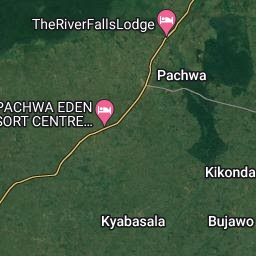 TheRiverFallsLodge
Pachwa
PACHWA EDEN
SORT CENTRE...
Kikonda
Kyabasala
Bujawo